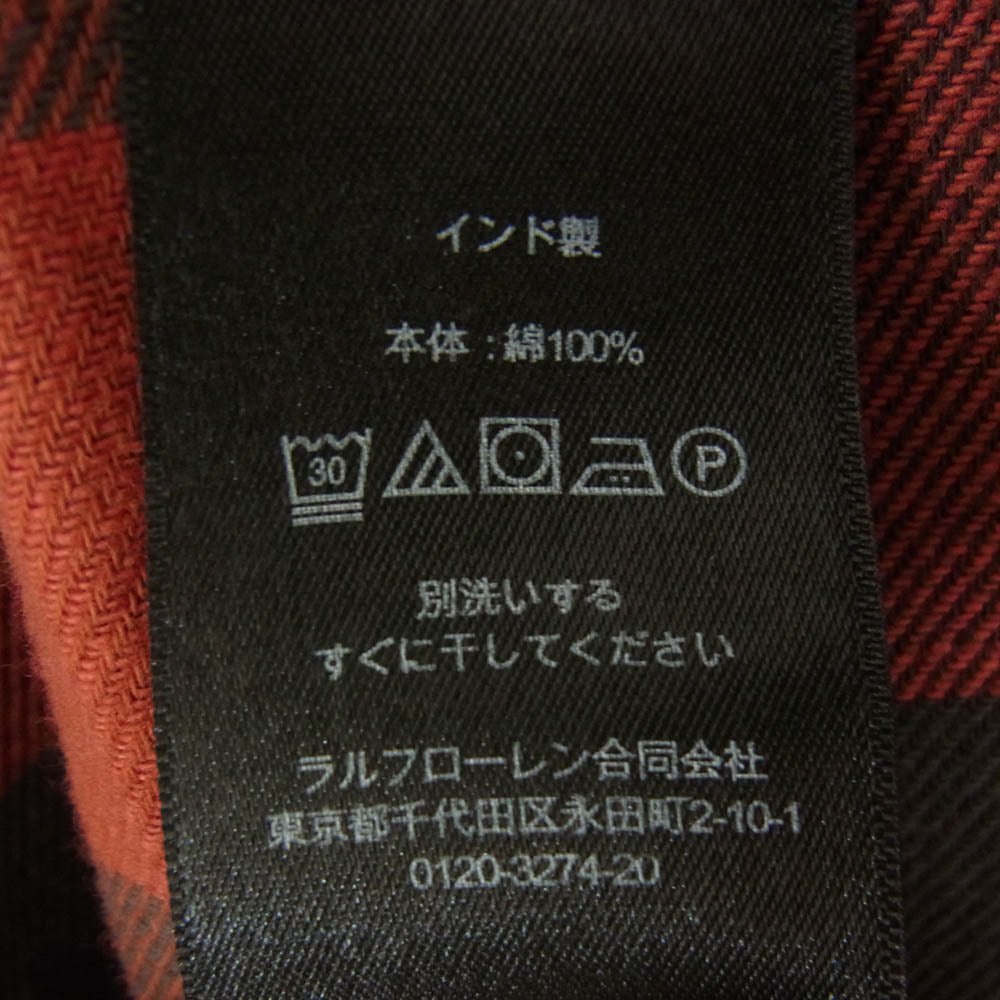 インド製
本体 : 綿100%
30 P
別洗いする
すぐに干してください
ラルフローレン合同会社
東京都千代田区永田町2-10-1
0120-3274-20